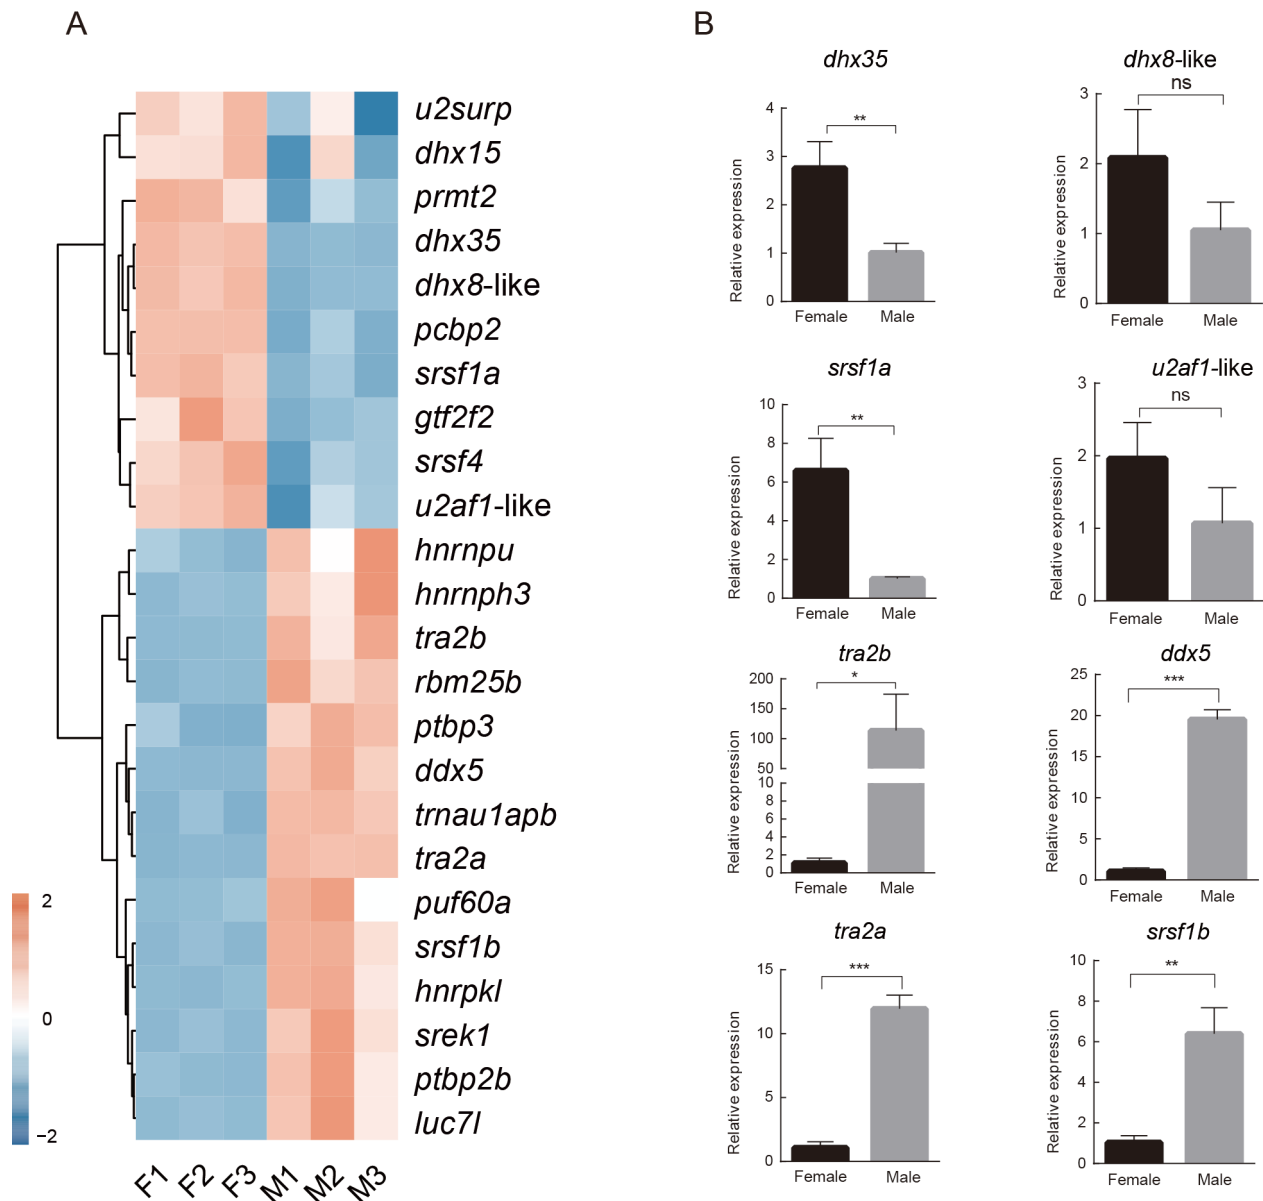 A
u2surp
dhx15
prmt2
dhx35
dhx8-like
pcbp2
srsf1a
gtf2f2
srsf4
u2af1-like
hnrnpu
hnrnph3
tra2b
rbm25b
ptbp3
ddx5
trnau1apb
tra2a
puf60a
srsf1b
hnrpkl
srek1
ptbp2b
luc7l
2
0
−2
F1 F2 F3 M1 M2 M3
B
dhx35
**
Relative expression
4
3
2
1
0
Female Male
dhx8-like
ns
Relative expression
3
2
1
0
Female Male
srsf1a
**
Relative expression
10
8
6
4
2
0
Female Male
u2af1-like
ns
Relative expression
3
2
1
0
Female Male
tra2b
*
Relative expression
200
150
100
50
10
8
6
4
2
0
Female Male
ddx5
***
Relative expression
25
20
15
10
5
0
Female Male
tra2a
***
Relative expression
15
10
5
0
Female Male
srsf1b
**
Relative expression
10
8
6
4
2
0
Female Male